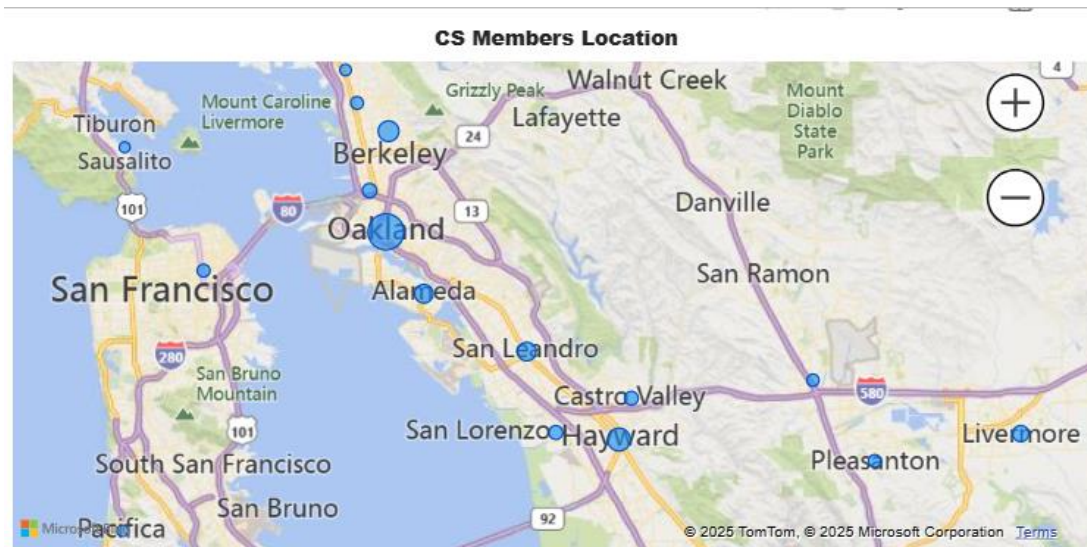 CS Members Location
4
Walnut Creek
Grizzly Peak
Mount
Diablo
State
Park
Mount Caroline
Livermore
Lafayette
Tiburon
24
Berkeley
Sausalito
101
80
13
Danville
Oakland
San Ramon
San Francisco
Alameda
280
San Leandro
San Bruno
Mountain
580
Castro Valley
101
San Lorenzo
Hayward
Livermore
South San Francisco
Pleasanton
San Bruno
92
Pacifica
© 2025 TomTom, © 2025 Microsoft Corporation Terms